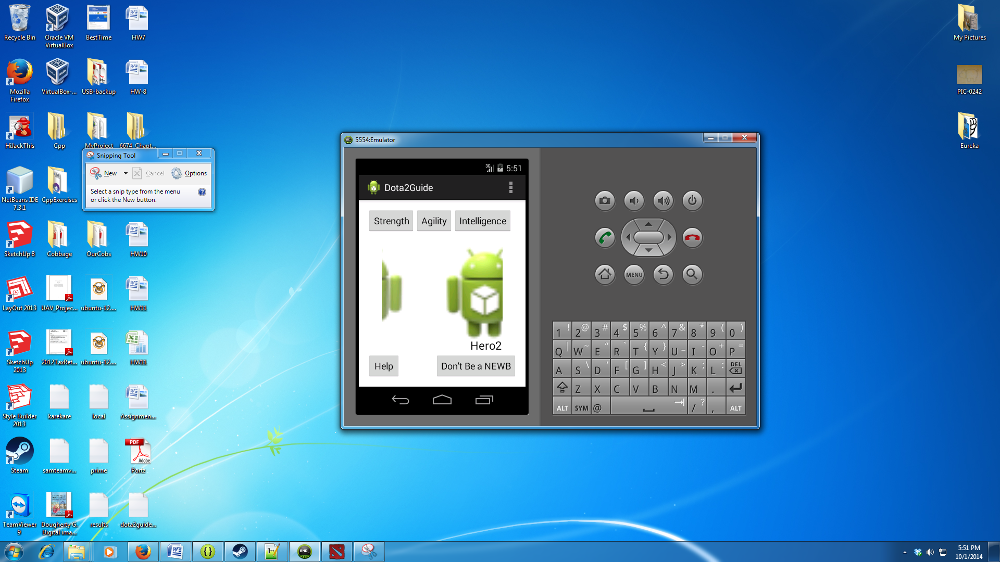 Recycle Bin
Oracle VM
VirtualBox
BestTime
HW7
My Pictures
Mozilla
Firefox
VirtualBox-...
USB-backup
HW-8
PIC-0242
HiJackThis
Cpp
MyProject
6674_Chapt...
Eureka
Snipping Tool
New
Cancel
Options
Select a snip type from the menu
or click the New button.
NetBeans IDE
7.3.1
CppExercises
SketchUp 8
Cobbage
OurCobs
HW10
LayOut 2013
UAV_Projec...
ubuntu-12....
HW11
SketchUp
2013
2012TaxRet...
ubuntu-12....
HW11
Style Builder
2013
karekare
local
Assignmen...
Steam
samteamv...
prime
PDF
Adobe
Portz
TeamViewer
9
Dougherty G.
Digital ima...
results
dota2guide...
5554:Emulator
3G
5:51
Dota2Guide
Strength
Agility
Intelligence
Hero2
Help
Don't Be a NEWB
MENU
1 ! 2 @ 3 # 4 $ 5 % 6 ^ 7 & 8 * 9 ( 0 )
Q | W ~ E “ R ` T { Y } U _ I - O + P =
A S \ D ‘ F [ G ] H < J > K ; L : DEL
Z X C V B N M .
ALT SYM @ / ? , ALT
AND_
5:51 PM
10/1/2014